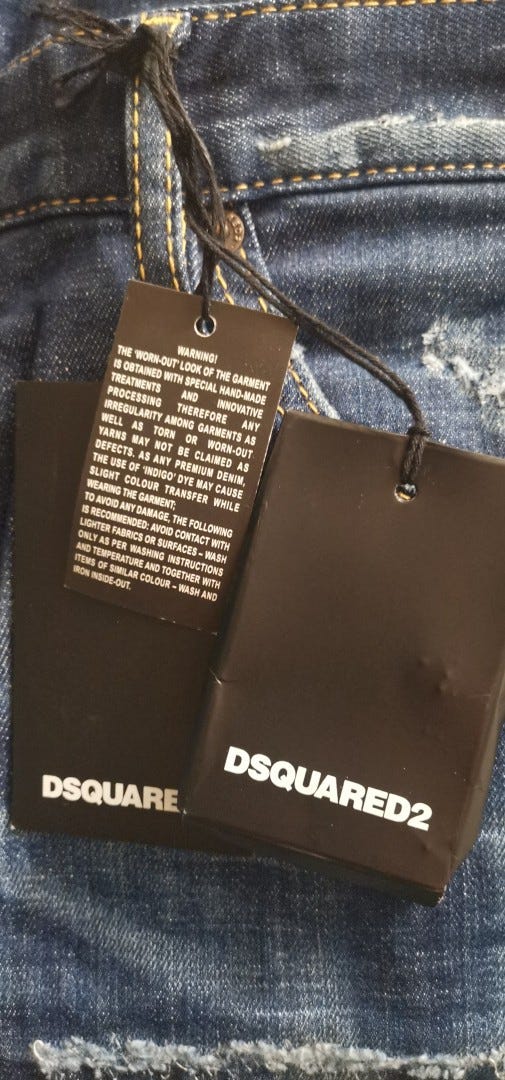 WARNING!
THE 'WORN-OUT' LOOK OF THE GARMENT
IS OBTAINED WITH SPECIAL HAND-MADE
TREATMENTS AND INNOVATIVE
PROCESSING THEREFORE ANY
IRREGULARITY AMONG GARMENTS AS
WELL AS TORN OR WORN-OUT
YARNS MAY NOT BE CLAIMED AS
DEFECTS. AS ANY PREMIUM DENIM,
THE USE OF 'INDIGO' DYE MAY CAUSE
SLIGHT COLOUR TRANSFER WHILE
WEARING THE GARMENT;
TO AVOID ANY DAMAGE, THE FOLLOWING
IS RECOMMENDED: AVOID CONTACT WITH
LIGHTER FABRICS OR SURFACES – WASH
ONLY AS PER WASHING INSTRUCTIONS
AND TEMPERATURE AND TOGETHER WITH
ITEMS OF SIMILAR COLOUR – WASH AND
IRON INSIDE-OUT.
DSQUARE
DSQUARED2